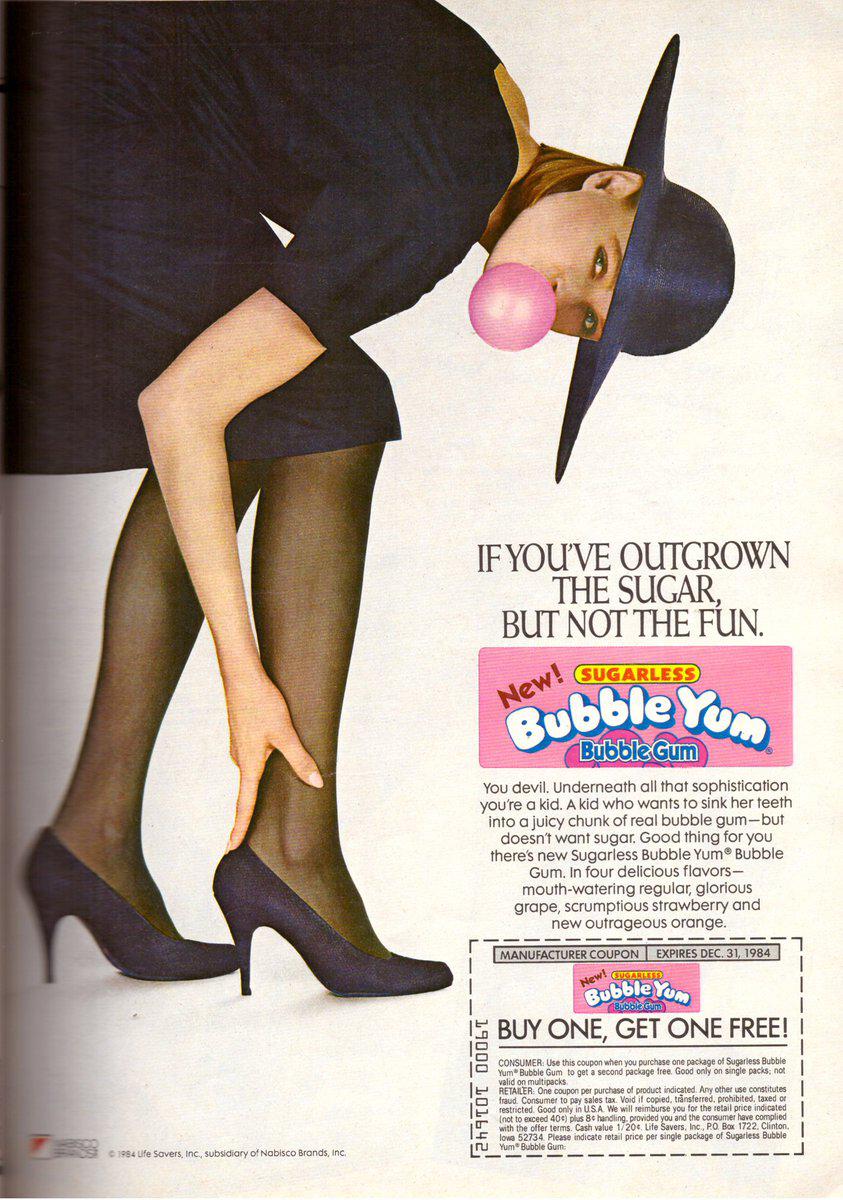 IF YOU'VE OUTGROWN
THE SUGAR,
BUT NOT THE FUN.
New! SUGARLESS
Bubble Yum®
Bubble Gum
You devil. Underneath all that sophistication
you're a kid. A kid who wants to sink her teeth
into a juicy chunk of real bubble gum—but
doesn't want sugar. Good thing for you
there's new Sugarless Bubble Yum® Bubble
Gum. In four delicious flavors—
mouth-watering regular, glorious
grape, scrumptious strawberry and
new outrageous orange.
MANUFACTURER COUPON | EXPIRES DEC. 31, 1984
New! SUGARLESS
Bubble Yum
Bubble Gum
BUY ONE, GET ONE FREE!
CONSUMER: Use this coupon when you purchase one package of Sugarless Bubble
Yum® Bubble Gum to get a second package free. Good only on single packs; not
valid on multipacks.
RETAILER: One coupon per purchase of product indicated. Any other use constitutes
fraud. Consumer to pay sales tax. Void if copied, transferred, prohibited, taxed or
restricted. Good only in U.S.A. We will reimburse you for the retail price indicated
(not to exceed 40¢) plus 8¢ handling, provided you and the consumer have complied
with the offer terms. Cash value 1/20¢. Life Savers, Inc., P.O. Box 1722, Clinton,
Iowa 52734. Please indicate retail price per single package of Sugarless Bubble
Yum® Bubble Gum:
19000 101642
NABISCO
BRANDS
© 1984 Life Savers, Inc., subsidiary of Nabisco Brands, Inc.